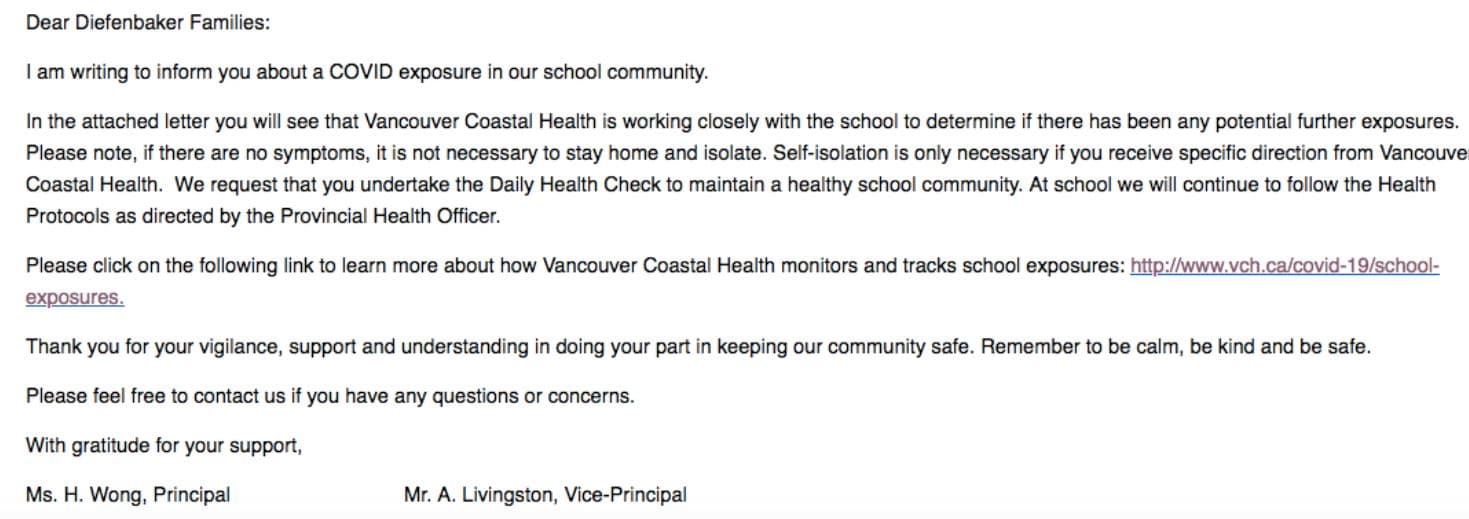 Dear Diefenbaker Families:
I am writing to inform you about a COVID exposure in our school community.
In the attached letter you will see that Vancouver Coastal Health is working closely with the school to determine if there has been any potential further exposures.
Please note, if there are no symptoms, it is not necessary to stay home and isolate. Self-isolation is only necessary if you receive specific direction from Vancouver
Coastal Health.  We request that you undertake the Daily Health Check to maintain a healthy school community. At school we will continue to follow the Health
Protocols as directed by the Provincial Health Officer.
Please click on the following link to learn more about how Vancouver Coastal Health monitors and tracks school exposures: http://www.vch.ca/covid-19/school-
exposures.
Thank you for your vigilance, support and understanding in doing your part in keeping our community safe. Remember to be calm, be kind and be safe.
Please feel free to contact us if you have any questions or concerns.
With gratitude for your support,
Ms. H. Wong, Principal Mr. A. Livingston, Vice-Principal